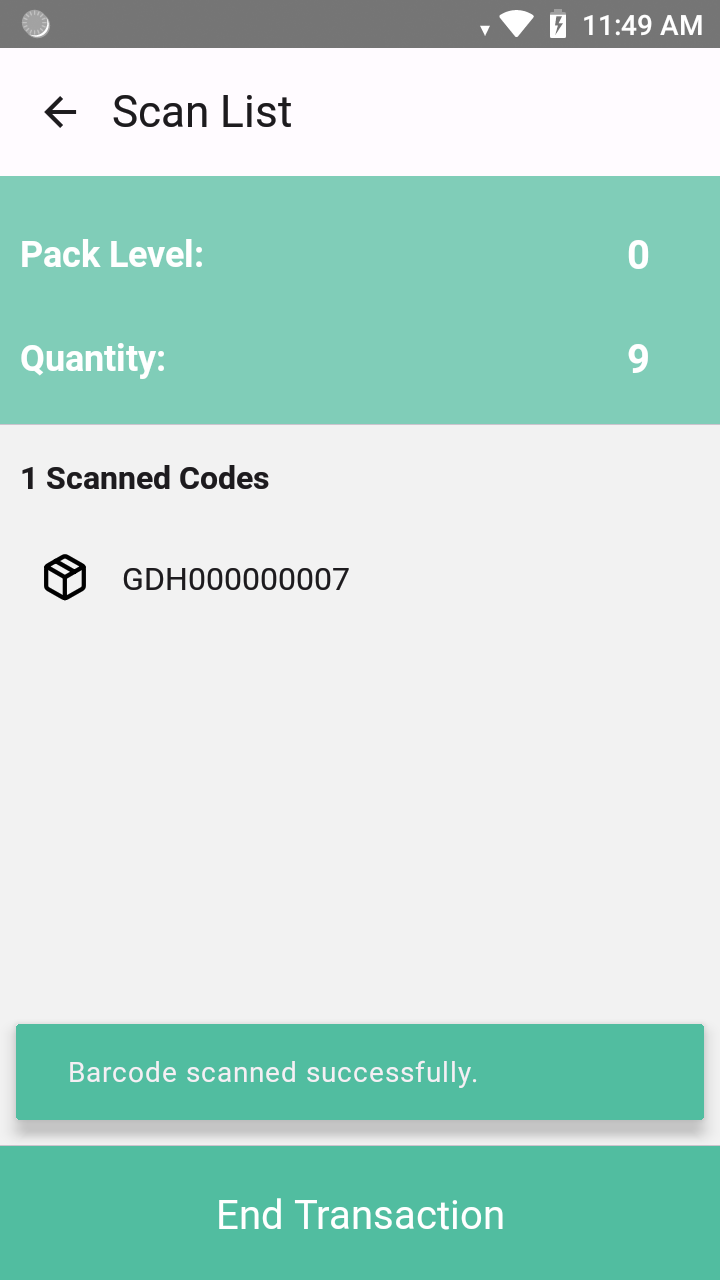 11:49 AM
Scan List
Pack Level: 0
Quantity: 9
1 Scanned Codes
GDH000000007
Barcode scanned successfully.
End Transaction